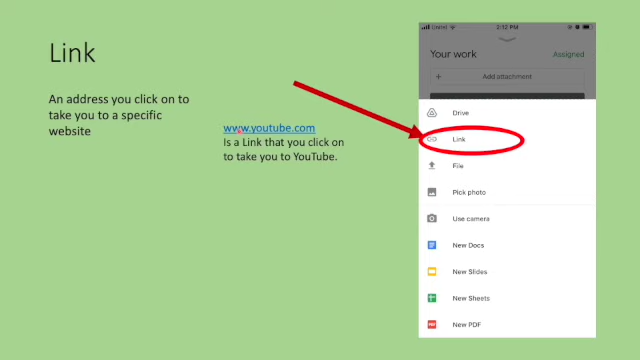 Link
An address you click on to
take you to a specific
website
www.youtube.com
Is a Link that you click on
to take you to YouTube.
2:12 PM
Your work
Assigned
+ Add attachment
Drive
Link
File
Pick photo
Use camera
New Docs
New Slides
New Sheets
New PDF